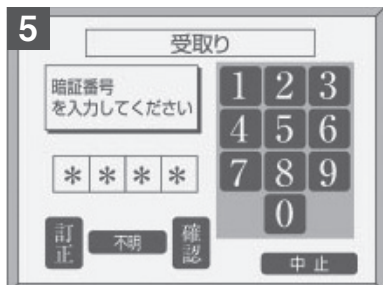 5
受取り
暗証番号
を入力してください
1 2 3
4 5 6
7 8 9
0
＊ ＊ ＊ ＊
訂正
不明
確認
中止